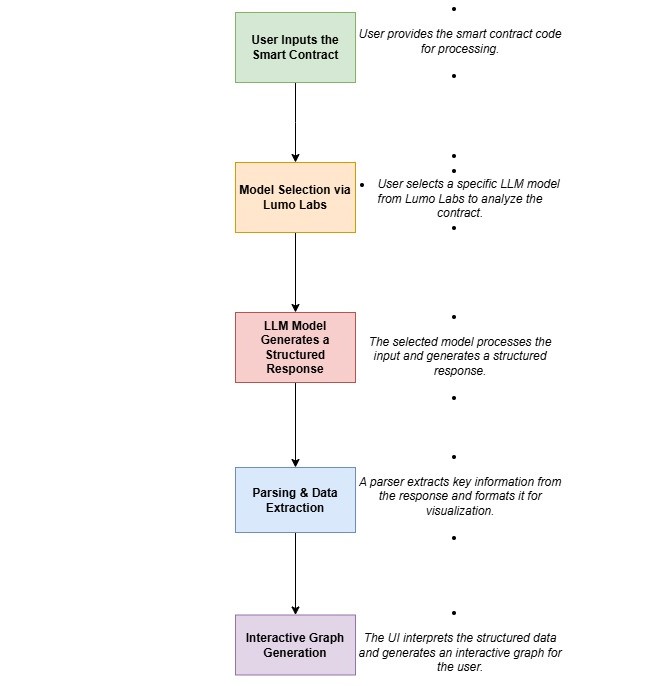 User Inputs the
Smart Contract
User provides the smart contract code
for processing.
Model Selection via
Lumo Labs
User selects a specific LLM model
from Lumo Labs to analyze the
contract.
LLM Model
Generates a
Structured
Response
The selected model processes the
input and generates a structured
response.
Parsing & Data
Extraction
A parser extracts key information from
the response and formats it for
visualization.
Interactive Graph
Generation
The UI interprets the structured data
and generates an interactive graph for
the user.